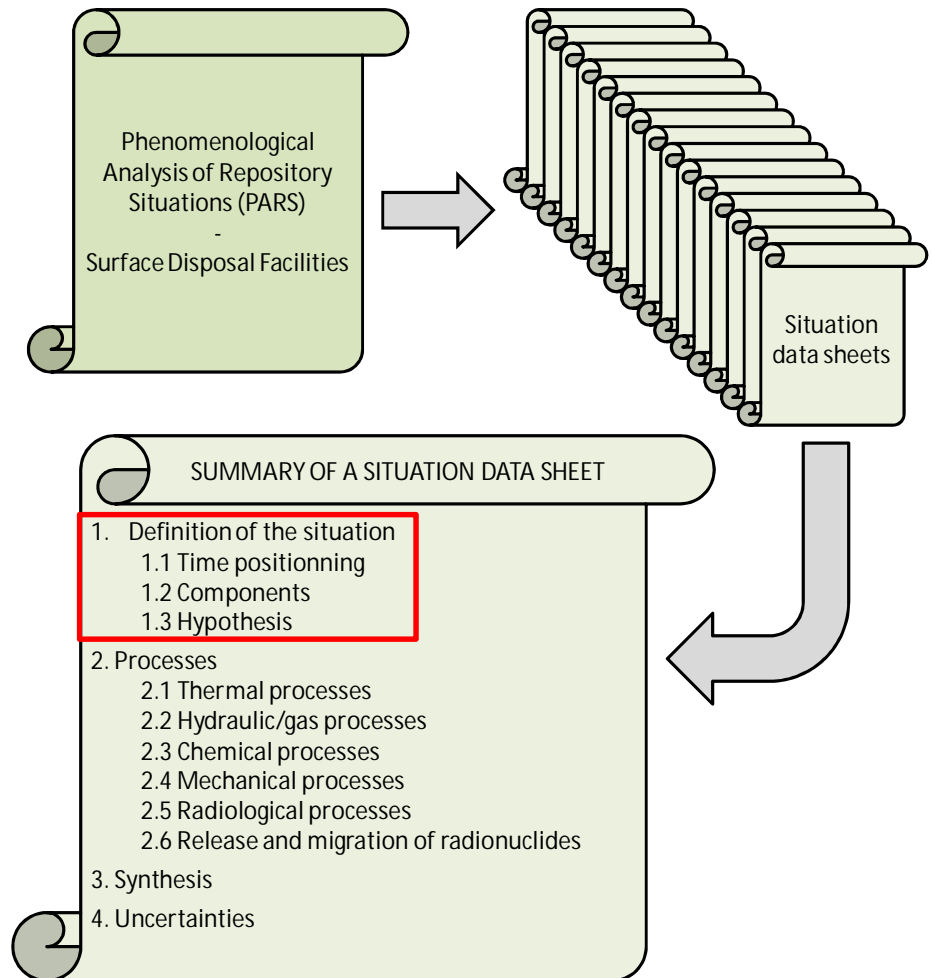 Phenomenological
Analysis of Repository
Situations (PARS)
-
Surface Disposal Facilities
Situation
data sheets
SUMMARY OF A SITUATION DATA SHEET
1. Definition of the situation
1.1 Time positionning
1.2 Components
1.3 Hypothesis
2. Processes
2.1 Thermal processes
2.2 Hydraulic/gas processes
2.3 Chemical processes
2.4 Mechanical processes
2.5 Radiological processes
2.6 Release and migration of radionuclides
3. Synthesis
4. Uncertainties